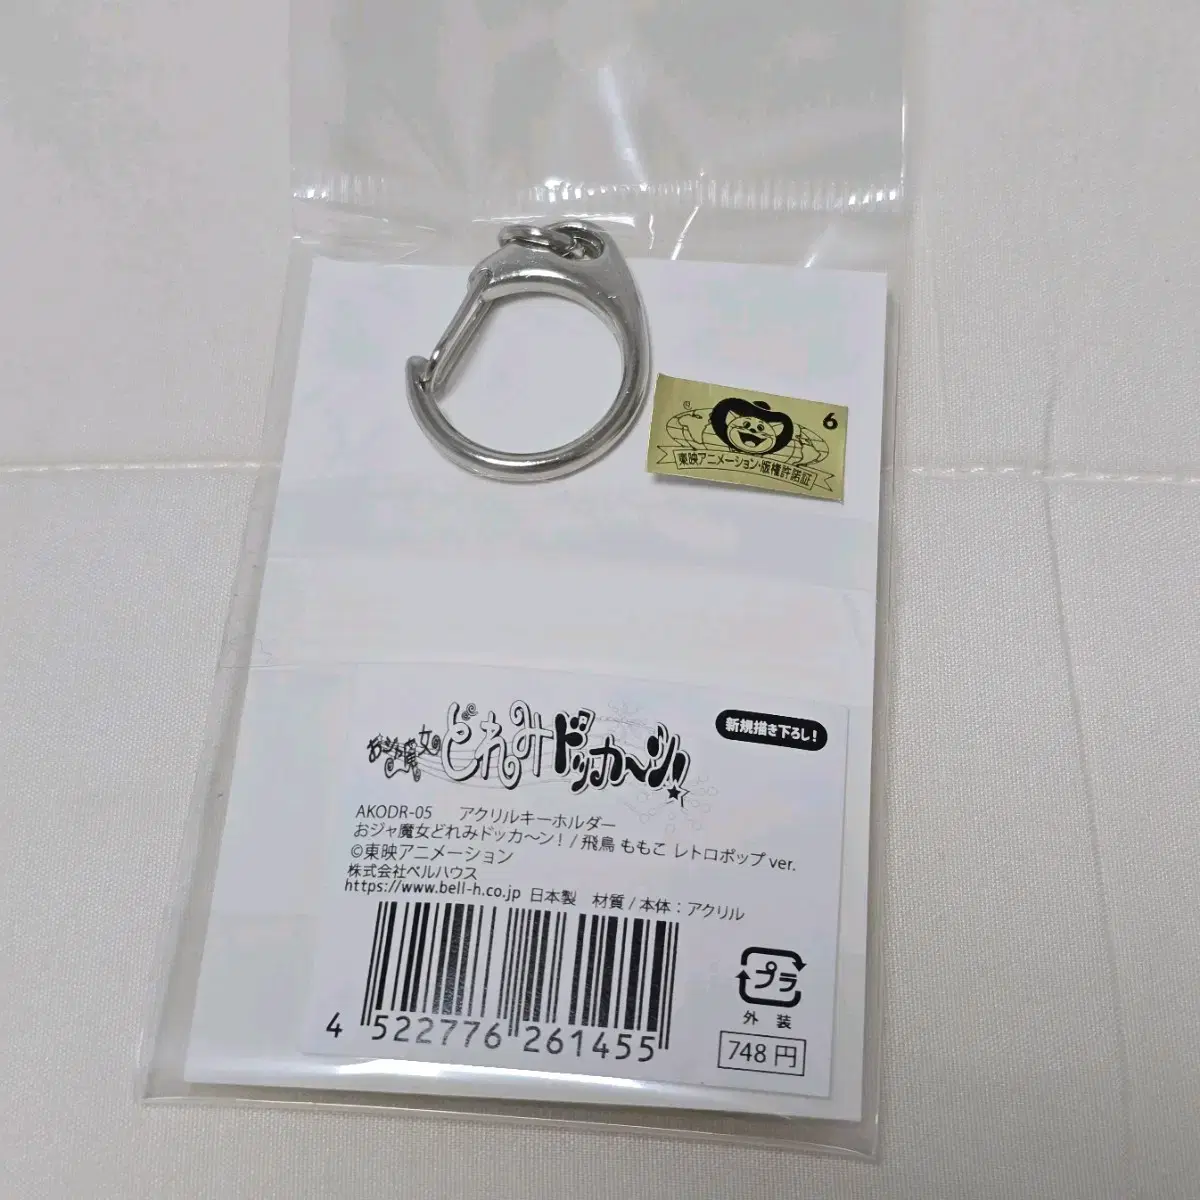 6
東映アニメーション・版権許諾証
おジャ魔女
どれみドッカ〜ン!
新規描き下ろし!
AKODR-05 アクリルキーホルダー
おジャ魔女どれみドッカ〜ン! / 飛鳥 ももこ レトロポップ ver.
©東映アニメーション
株式会社ベルハウス
https://www.bell-h.co.jp 日本製 材質 / 本体:アクリル
4 522776 261455
プラ
外装
748 円